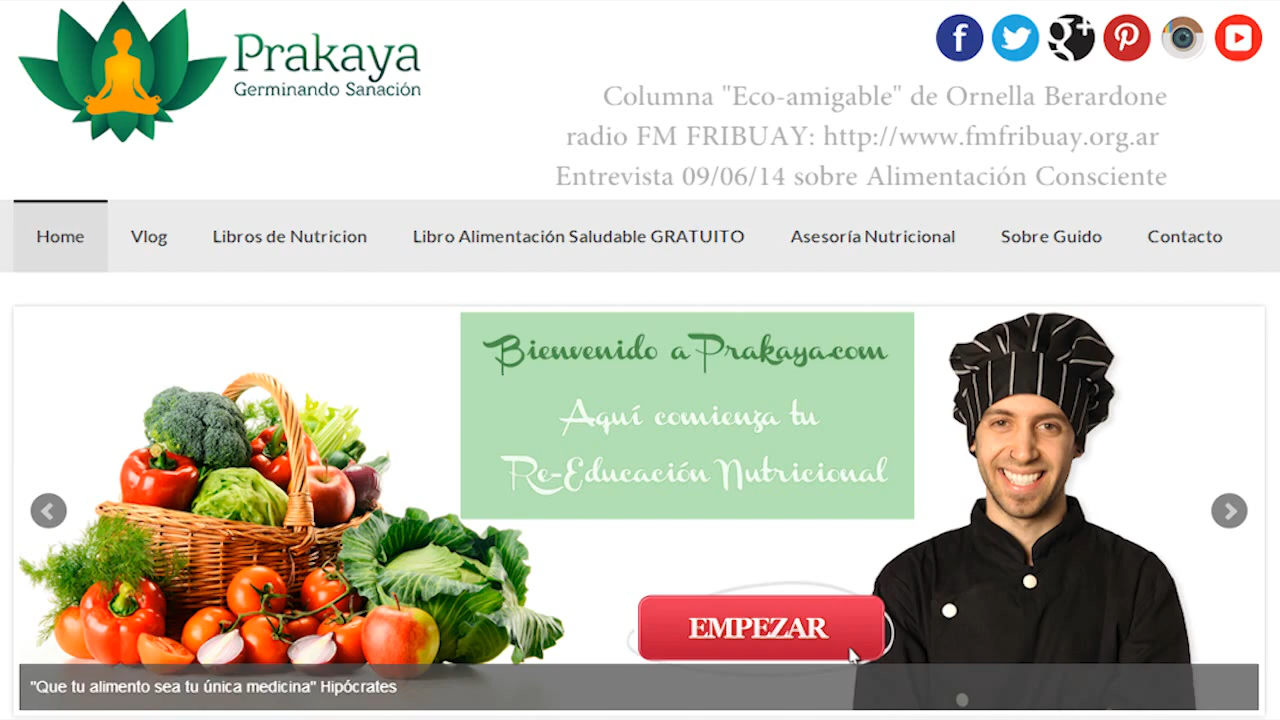 Prakaya
Germinando Sanación
Columna "Eco-amigable" de Ornella Berardone
radio FM FRIBUAY: http://www.fmfribuay.org.ar
Entrevista 09/06/14 sobre Alimentación Consciente
Home Vlog Libros de Nutricion Libro Alimentación Saludable GRATUITO Asesoría Nutricional Sobre Guido Contacto
Bienvenido a Prakaya.com
Aquí comienza tu
Re-Educación Nutricional
EMPEZAR
"Que tu alimento sea tu única medicina" Hipócrates